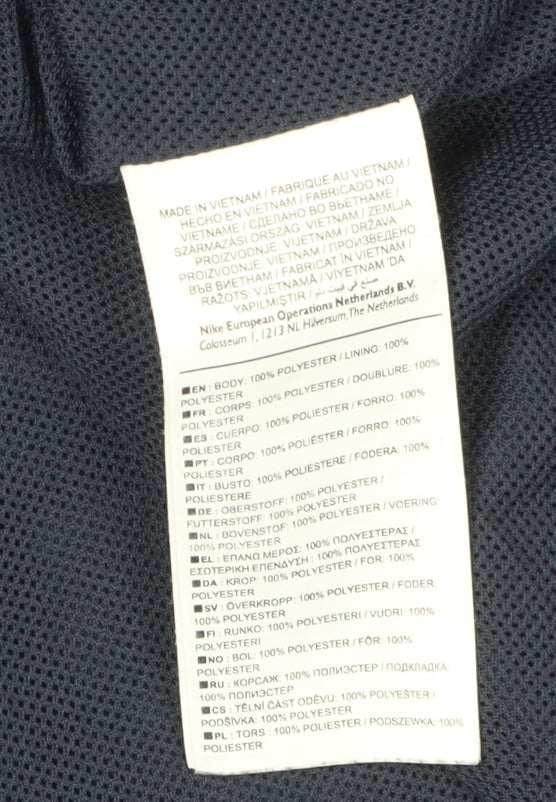 MADE IN VIETNAM / FABRIQUE AU VIETNAM /
HECHO EN VIETNAM / FABRICADO NO
VIETNAME / СДЕЛАНО ВО ВЬЕТНАМЕ /
SZÁRMAZÁSI ORSZÁG: VIETNAM / ZEMLJA
PROIZVODNJE: VIJETNAM / DRŽAVA
PROIZVODNJE: VIETNAM / ПРОИЗВЕДЕНО
ВЪВ ВИЕТНАМ / FABRICAT ÎN VIETNAM /
RAŽOTS VJETNAMĀ / VİYETNAM 'DA
YAPILMIŞTIR / صنع في فييت نام
Nike European Operations Netherlands B.V.
Colosseum 1, 1213 NL Hilversum, The Netherlands
EN : BODY: 100% POLYESTER / LINING: 100%
POLYESTER
FR : CORPS: 100% POLYESTER / DOUBLURE: 100%
POLYESTER
ES : CUERPO: 100% POLIESTER / FORRO: 100%
POLIESTER
PT : CORPO: 100% POLIÉSTER / FORRO: 100%
POLIÉSTER
IT : BUSTO: 100% POLIESTERE / FODERA: 100%
POLIESTERE
DE : OBERSTOFF: 100% POLYESTER /
FUTTERSTOFF: 100% POLYESTER
NL : BOVENSTOF: 100% POLYESTER / VOERING:
100% POLYESTER
EL : ΕΠΑΝΩ ΜΕΡΟΣ: 100% ΠΟΛΥΕΣΤΕΡΑΣ /
ΕΣΩΤΕΡΙΚΗ ΕΠΕΝΔΥΣΗ : 100% ΠΟΛΥΕΣΤΕΡΑΣ
DA : KROP: 100% POLYESTER / FOR: 100%
POLYESTER
SV : ÖVERKROPP: 100% POLYESTER / FODER:
100% POLYESTER
FI : RUNKO: 100% POLYESTERI / VUORI: 100%
POLYESTERI
NO : BOL: 100% POLYESTER / FÔR: 100%
POLYESTER
RU : КОРСАЖ: 100% ПОЛИЭСТЕР / ПОДКЛАДКА:
100% ПОЛИЭСТЕР
CS : TĚLNÍ ČÁST ODĚVU: 100% POLYESTER /
PODŠÍVKA: 100% POLYESTER
PL : TORS : 100% POLIESTER / PODSZEWKA: 100%
POLIESTER